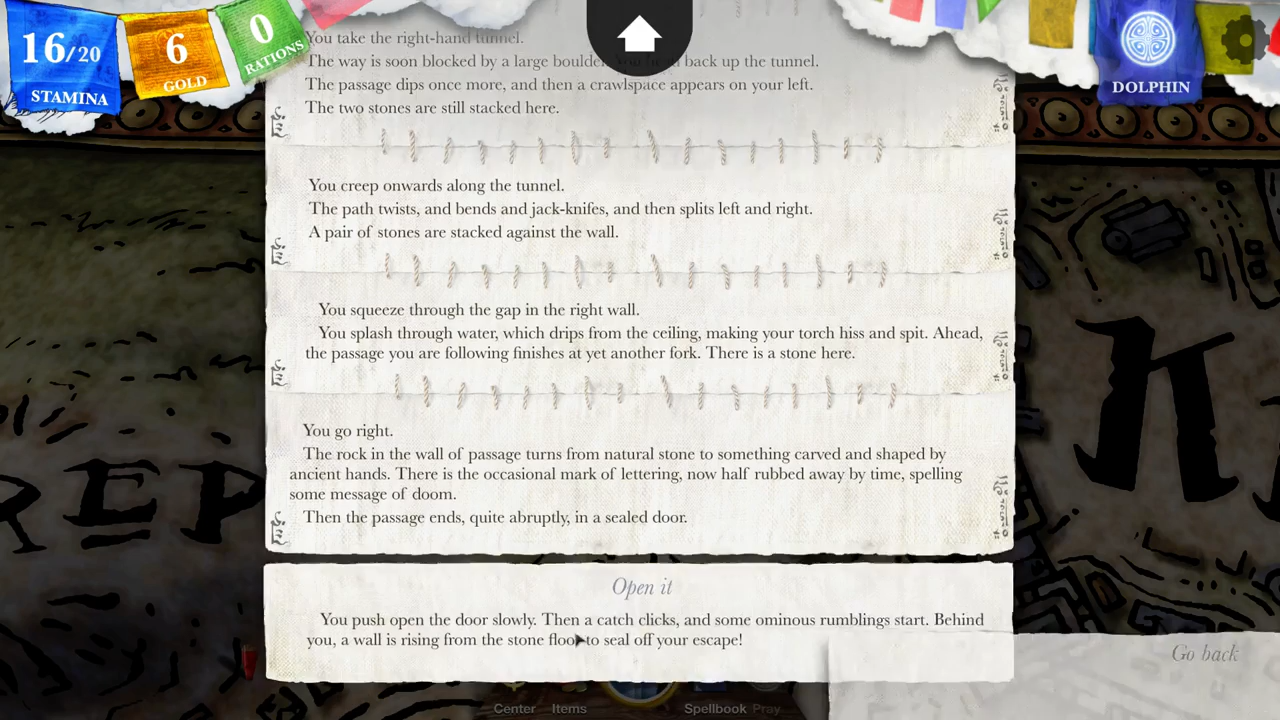 16/20
STAMINA
6
GOLD
0
RATIONS
DOLPHIN
You take the right-hand tunnel.
The way is soon blocked by a large boulder. You back up the tunnel.
The passage dips once more, and then a crawlspace appears on your left.
The two stones are still stacked here.
You creep onwards along the tunnel.
The path twists, and bends and jack-knifes, and then splits left and right.
A pair of stones are stacked against the wall.
You squeeze through the gap in the right wall.
You splash through water, which drips from the ceiling, making your torch hiss and spit. Ahead,
the passage you are following finishes at yet another fork. There is a stone here.
You go right.
The rock in the wall of passage turns from natural stone to something carved and shaped by
ancient hands. There is the occasional mark of lettering, now half rubbed away by time, spelling
some message of doom.
Then the passage ends, quite abruptly, in a sealed door.
Open it
You push open the door slowly. Then a catch clicks, and some ominous rumblings start. Behind
you, a wall is rising from the stone floor to seal off your escape!
Go back
Center Items Spellbook Pray